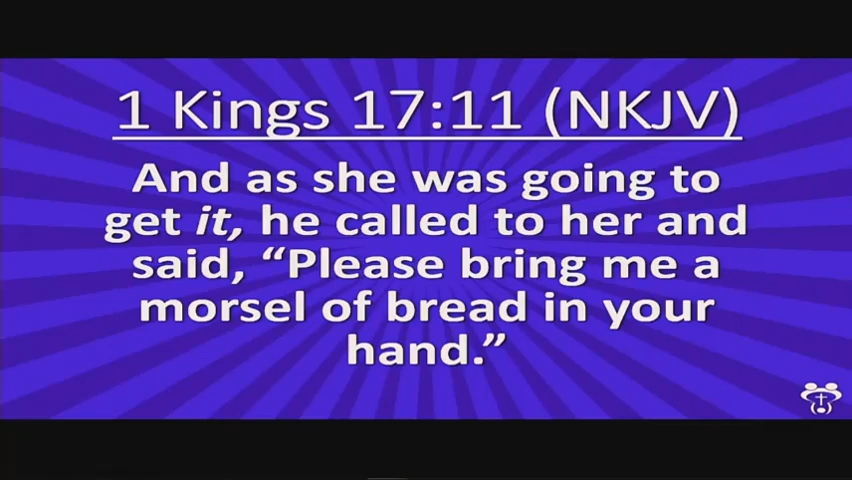 1 Kings 17:11 (NKJV)
And as she was going to
get it, he called to her and
said, “Please bring me a
morsel of bread in your
hand.”